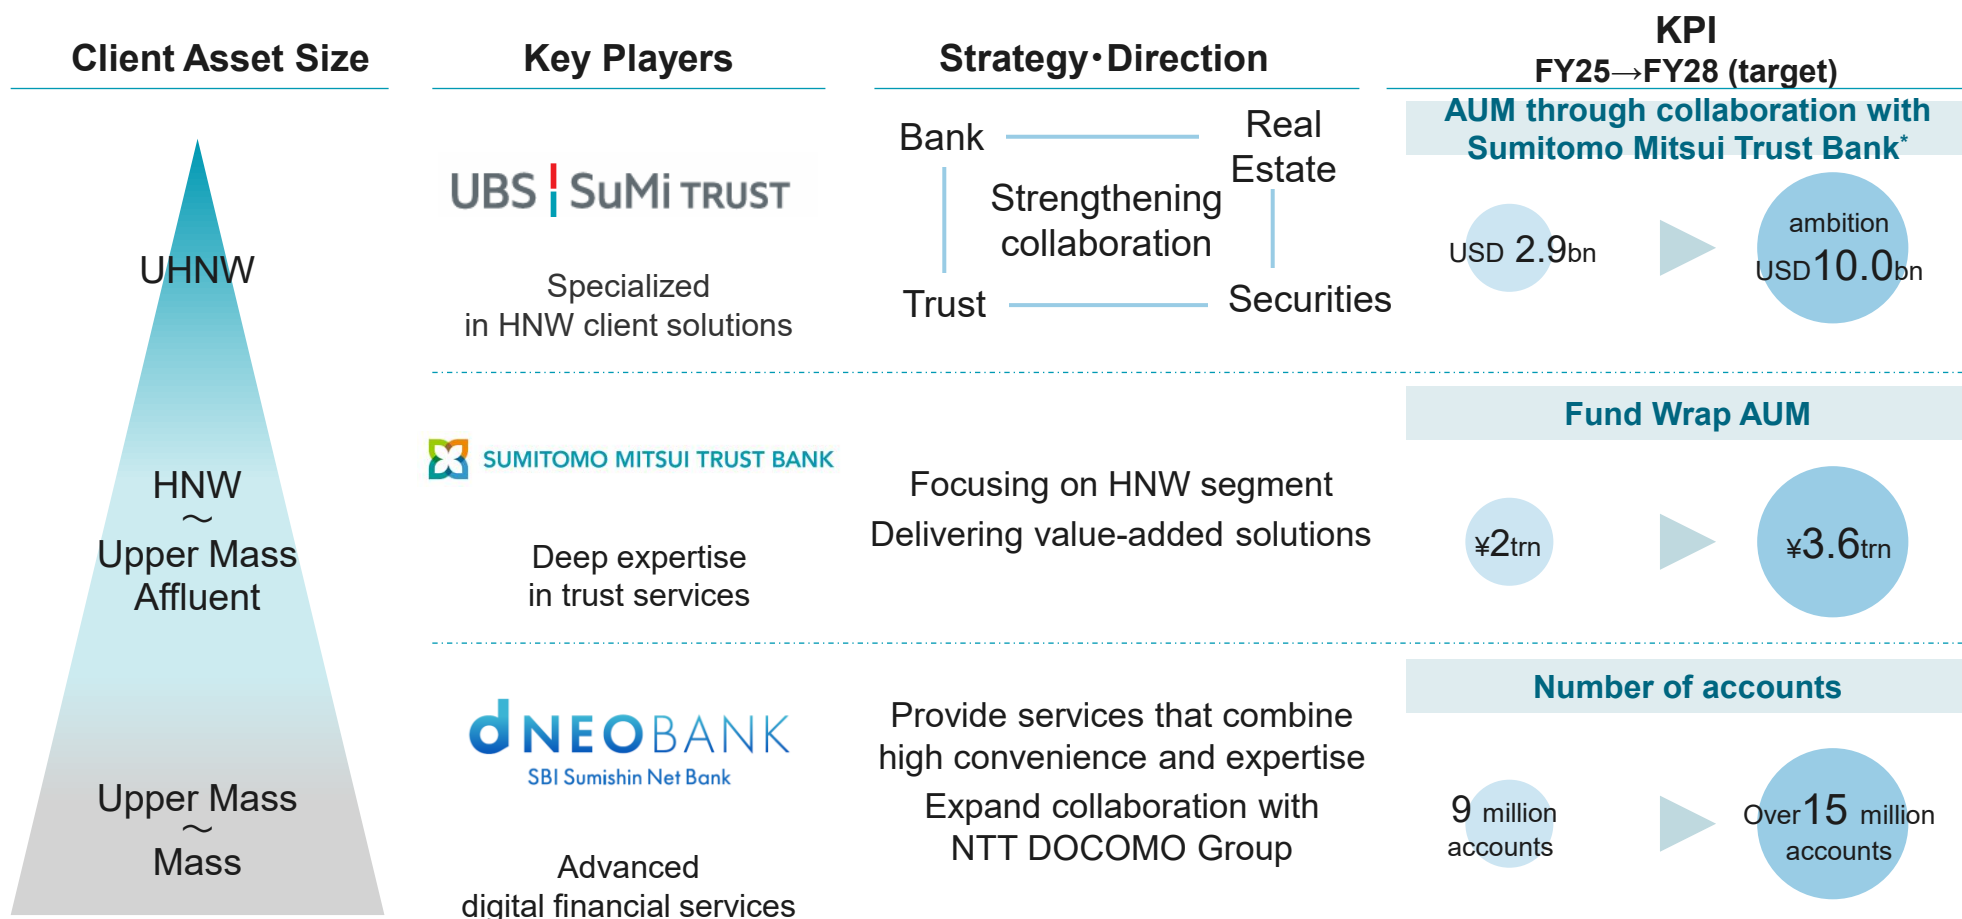 Client Asset Size
Key Players
Strategy・Direction
KPI
FY25→FY28 (target)
UHNW
UBS SuMi TRUST
Specialized
in HNW client solutions
Bank
Real
Estate
Strengthening
collaboration
Trust
Securities
AUM through collaboration with
Sumitomo Mitsui Trust Bank*
USD 2.9bn
ambition
USD10.0bn
HNW
～
Upper Mass
Affluent
SUMITOMO MITSUI TRUST BANK
Deep expertise
in trust services
Focusing on HNW segment
Delivering value-added solutions
Fund Wrap AUM
¥2trn
¥3.6trn
Upper Mass
～
Mass
d NEOBANK
SBI Sumishin Net Bank
Advanced
digital financial services
Provide services that combine
high convenience and expertise
Expand collaboration with
NTT DOCOMO Group
Number of accounts
9 million
accounts
Over15 million
accounts